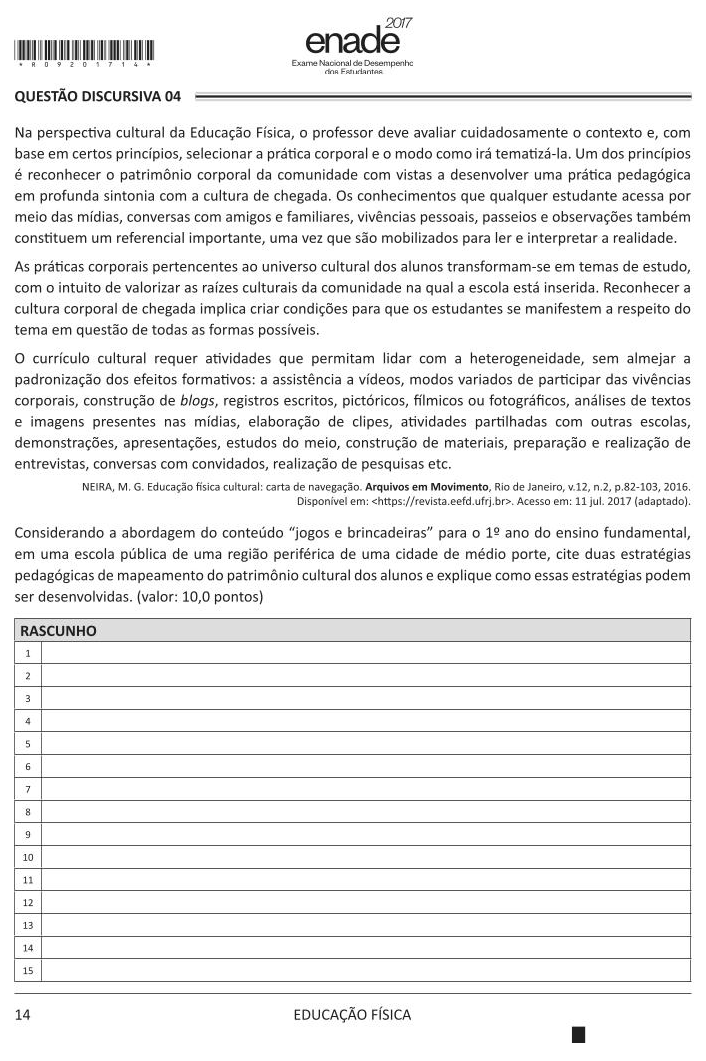 2017
enade
Exame Nacional de Desempenho
dos Estudantes
*R09201714*
QUESTÃO DISCURSIVA 04
Na perspectiva cultural da Educação Física, o professor deve avaliar cuidadosamente o contexto e, com
base em certos princípios, selecionar a prática corporal e o modo como irá tematizá-la. Um dos princípios
é reconhecer o patrimônio corporal da comunidade com vistas a desenvolver uma prática pedagógica
em profunda sintonia com a cultura de chegada. Os conhecimentos que qualquer estudante acessa por
meio das mídias, conversas com amigos e familiares, vivências pessoais, passeios e observações também
constituem um referencial importante, uma vez que são mobilizados para ler e interpretar a realidade.
As práticas corporais pertencentes ao universo cultural dos alunos transformam-se em temas de estudo,
com o intuito de valorizar as raízes culturais da comunidade na qual a escola está inserida. Reconhecer a
cultura corporal de chegada implica criar condições para que os estudantes se manifestem a respeito do
tema em questão de todas as formas possíveis.
O currículo cultural requer atividades que permitam lidar com a heterogeneidade, sem almejar a
padronização dos efeitos formativos: a assistência a vídeos, modos variados de participar das vivências
corporais, construção de blogs, registros escritos, pictóricos, fílmicos ou fotográficos, análises de textos
e imagens presentes nas mídias, elaboração de clipes, atividades partilhadas com outras escolas,
demonstrações, apresentações, estudos do meio, construção de materiais, preparação e realização de
entrevistas, conversas com convidados, realização de pesquisas etc.
NEIRA, M. G. Educação física cultural: carta de navegação. Arquivos em Movimento, Rio de Janeiro, v.12, n.2, p.82-103, 2016.
Disponível em: <https://revista.eefd.ufrj.br>. Acesso em: 11 jul. 2017 (adaptado).
Considerando a abordagem do conteúdo “jogos e brincadeiras” para o 1º ano do ensino fundamental,
em uma escola pública de uma região periférica de uma cidade de médio porte, cite duas estratégias
pedagógicas de mapeamento do patrimônio cultural dos alunos e explique como essas estratégias podem
ser desenvolvidas. (valor: 10,0 pontos)
RASCUNHO
1
2
3
4
5
6
7
8
9
10
11
12
13
14
15
14
EDUCAÇÃO FÍSICA